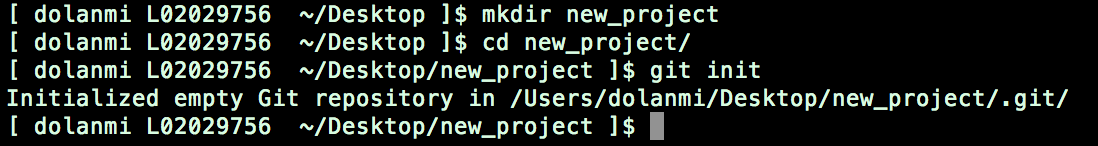 [ dolanmi L02029756  ~/Desktop ]$ mkdir new_project
[ dolanmi L02029756  ~/Desktop ]$ cd new_project/
[ dolanmi L02029756  ~/Desktop/new_project ]$ git init
Initialized empty Git repository in /Users/dolanmi/Desktop/new_project/.git/
[ dolanmi L02029756  ~/Desktop/new_project ]$